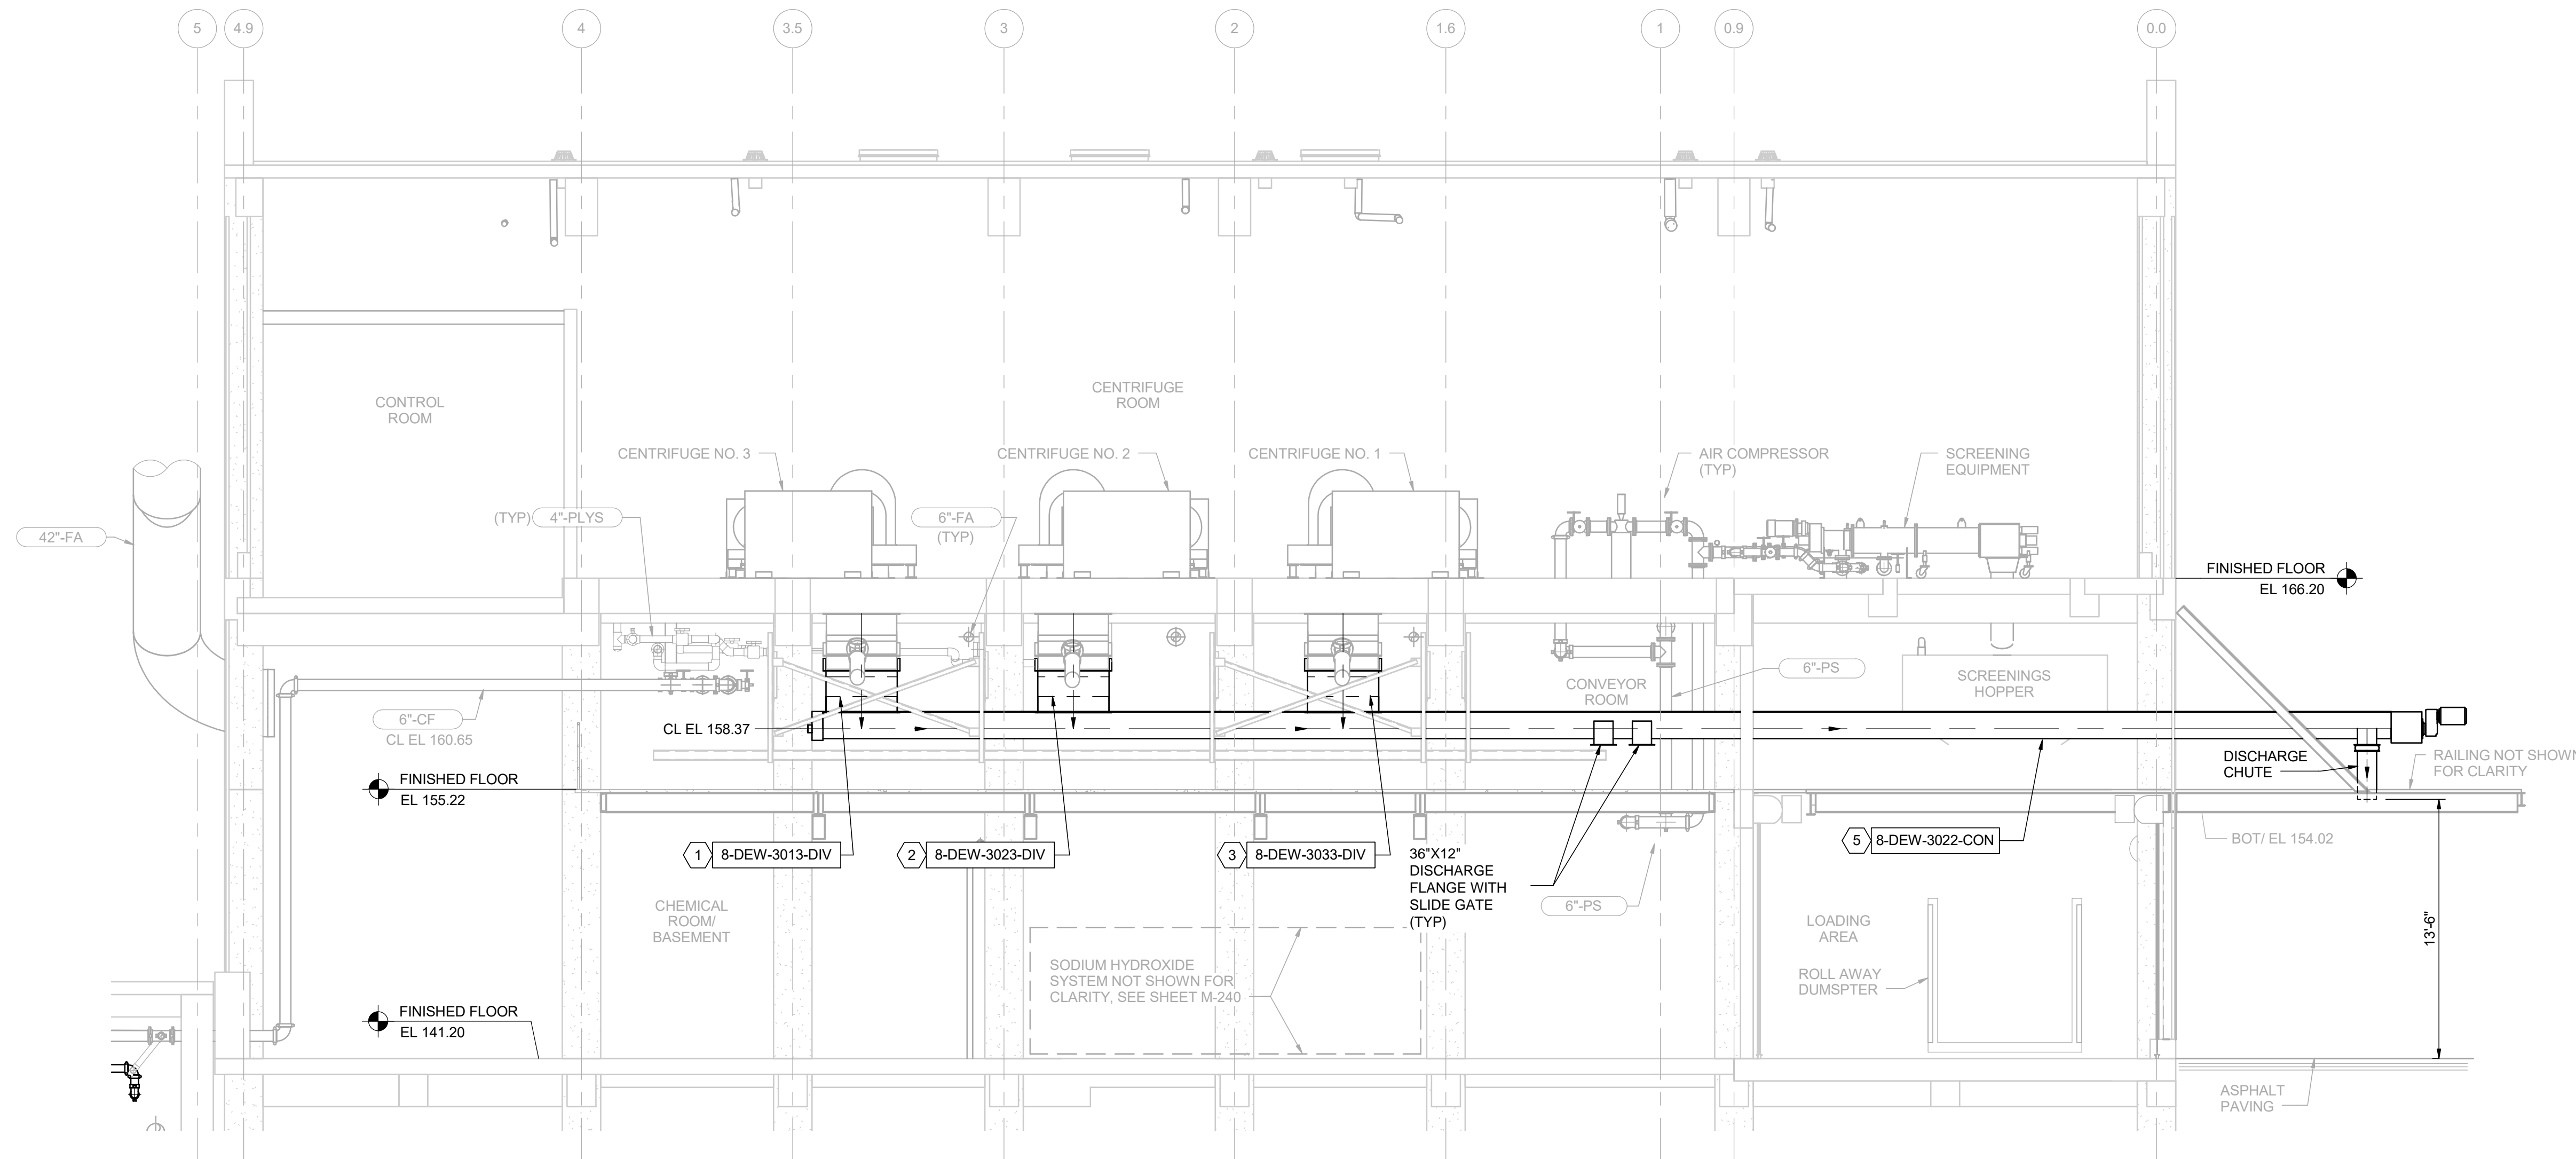 5
4.9
4
3.5
3
2
1.6
1
0.9
0.0
CONTROL
ROOM
CENTRIFUGE
ROOM
CENTRIFUGE NO. 3
CENTRIFUGE NO. 2
CENTRIFUGE NO. 1
AIR COMPRESSOR
(TYP)
SCREENING
EQUIPMENT
42"-FA
(TYP) 4"-PLYS
6"-FA
(TYP)
FINISHED FLOOR
EL 166.20
6"-CF
CL EL 160.65
CL EL 158.37
CONVEYOR
ROOM
6"-PS
SCREENINGS
HOPPER
DISCHARGE
CHUTE
RAILING NOT SHOWN
FOR CLARITY
FINISHED FLOOR
EL 155.22
1 8-DEW-3013-DIV
2 8-DEW-3023-DIV
3 8-DEW-3033-DIV
36"X12"
DISCHARGE
FLANGE WITH
SLIDE GATE
(TYP)
6"-PS
5 8-DEW-3022-CON
BOT/ EL 154.02
CHEMICAL
ROOM/
BASEMENT
SODIUM HYDROXIDE
SYSTEM NOT SHOWN FOR
CLARITY, SEE SHEET M-240
LOADING
AREA
ROLL AWAY
DUMSPTER
13'-6"
FINISHED FLOOR
EL 141.20
ASPHALT
PAVING